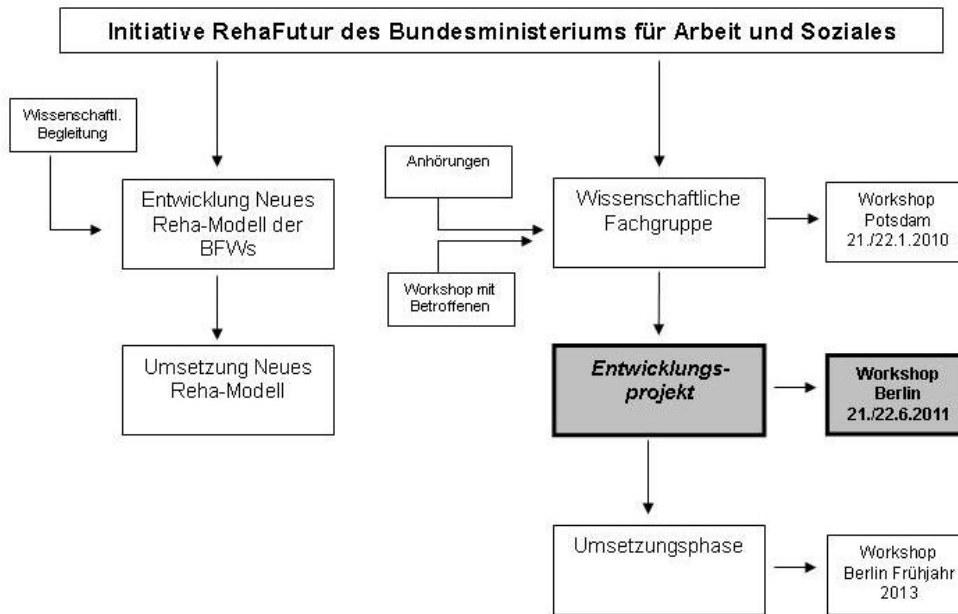 Initiative RehaFutur des Bundesministeriums für Arbeit und Soziales
Wissenschaftl.
Begleitung
Entwicklung Neues
Reha-Modell der
BFWs
Umsetzung Neues
Reha-Modell
Anhörungen
Workshop mit
Betroffenen
Wissenschaftliche
Fachgruppe
Workshop
Potsdam
21./22.1.2010
Entwicklungs-
projekt
Workshop
Berlin
21./22.6.2011
Umsetzungsphase
Workshop
Berlin Frühjahr
2013